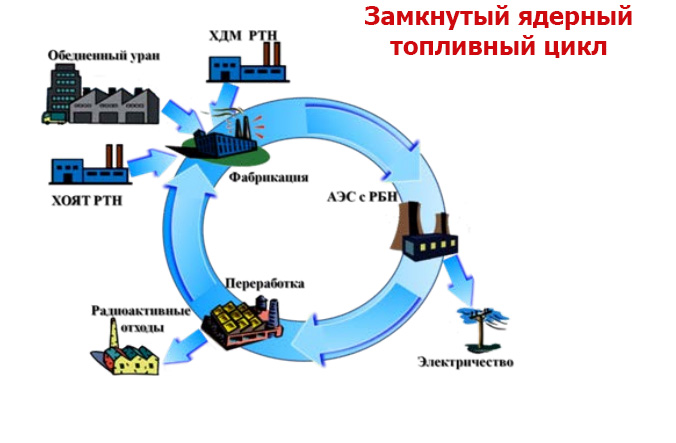 Замкнутый ядерный
топливный цикл
ХДМ РТН
Обедненный уран
ХОЯТ РТН
Фабрикация
АЭС с РБН
Переработка
Радиоактивные
отходы
Электричество